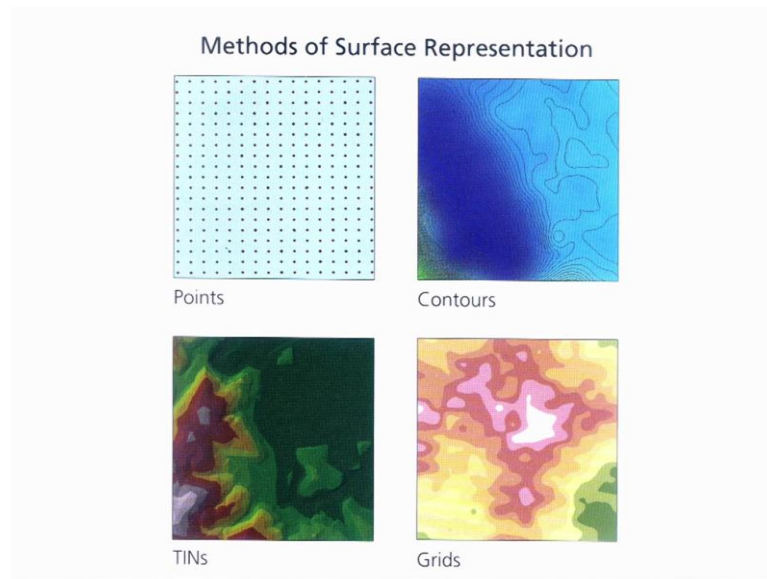 Methods of Surface Representation
Points
Contours
TINs
Grids